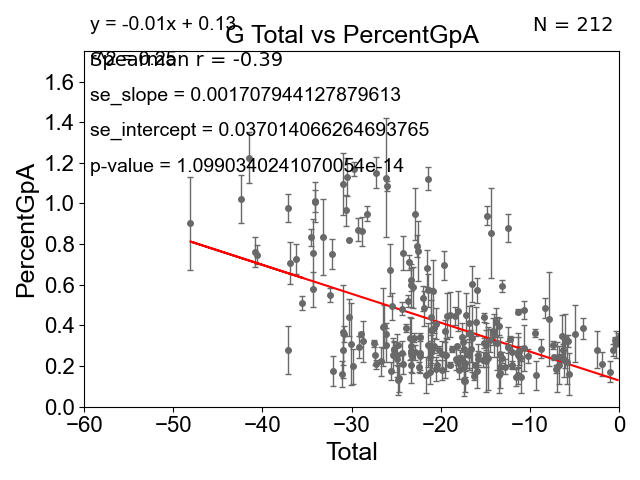 y = -0.01x + 0.13
G Total vs PercentGpA
N = 212
Spearman r = -0.39
se_slope = 0.001707944127879613
se_intercept = 0.037014066264693765
p-value = 1.0990340241070054e-14
PercentGpA
1.6
1.4
1.2
1.0
0.8
0.6
0.4
0.2
0.0
−60
−50
−40
−30
−20
−10
0
Total